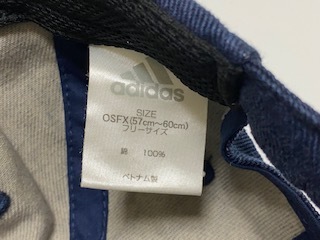 adidas
SIZE
OSFX(57cm〜60cm)
フリーサイズ
綿 100%
ベトナム製